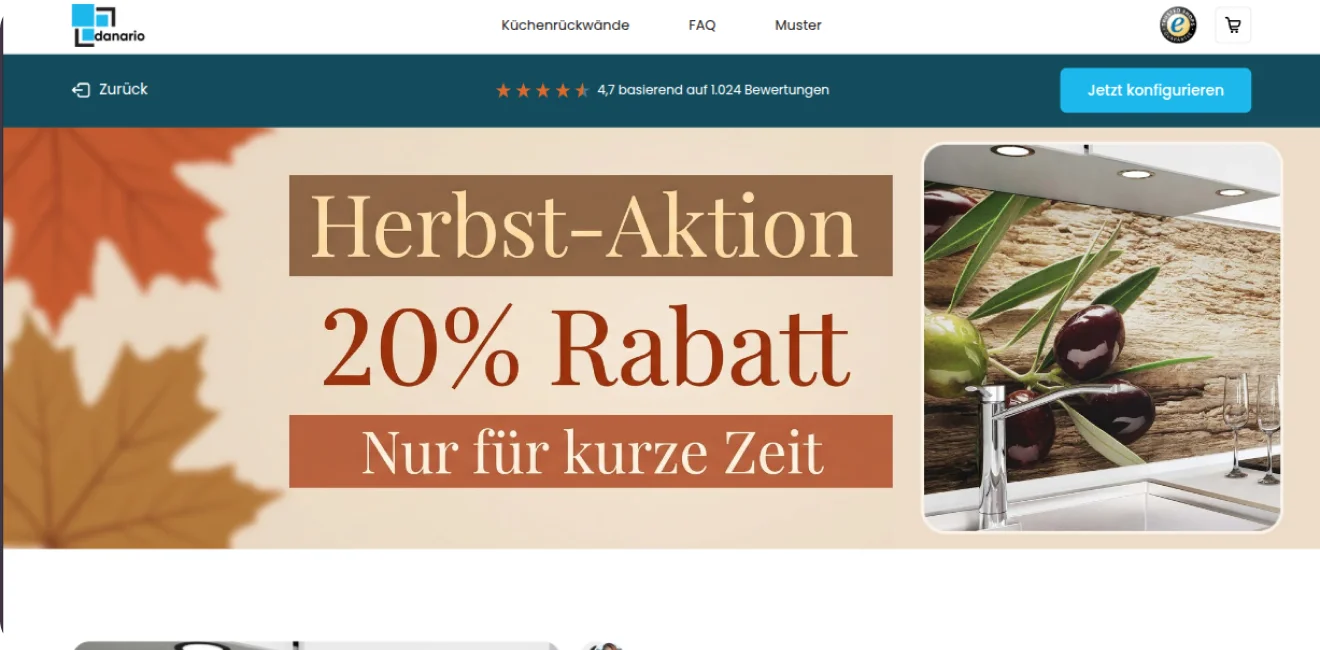 danario
Küchenrückwände
FAQ
Muster
Zurück
4,7 basierend auf 1.024 Bewertungen
Jetzt konfigurieren
Herbst-Aktion
20% Rabatt
Nur für kurze Zeit